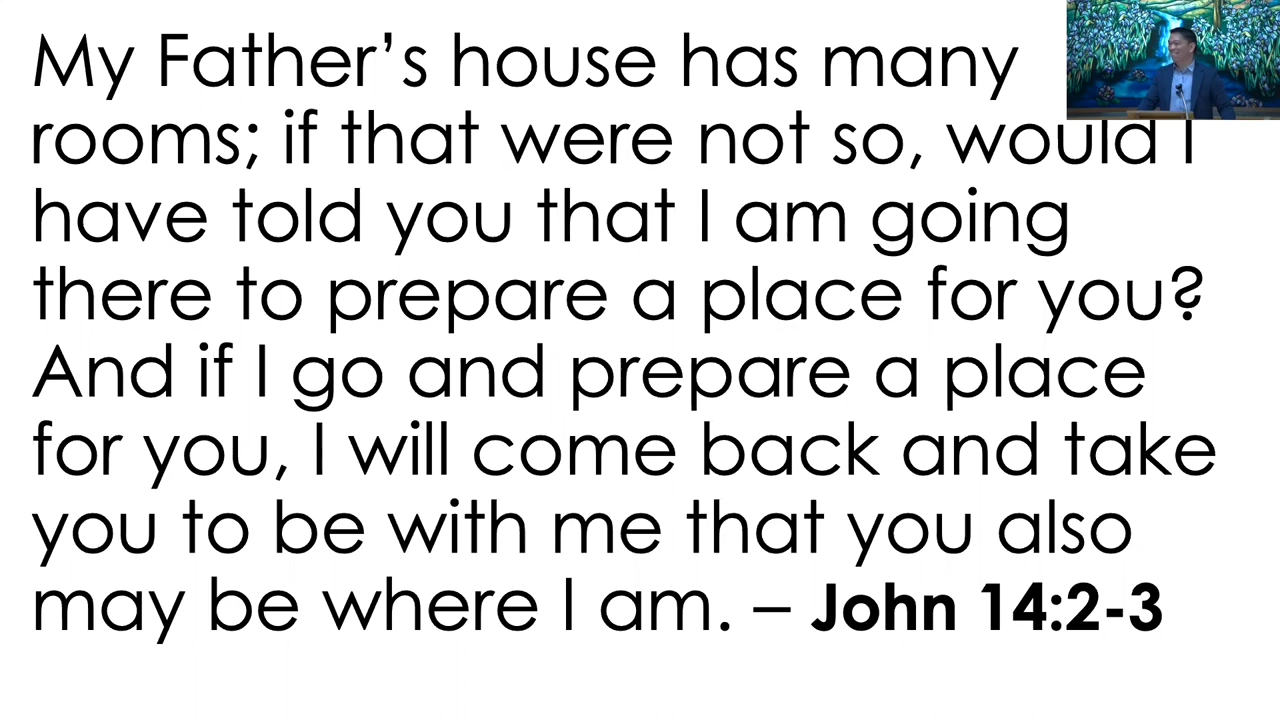 My Father’s house has many
rooms; if that were not so, would I
have told you that I am going
there to prepare a place for you?
And if I go and prepare a place
for you, I will come back and take
you to be with me that you also
may be where I am. – John 14:2-3